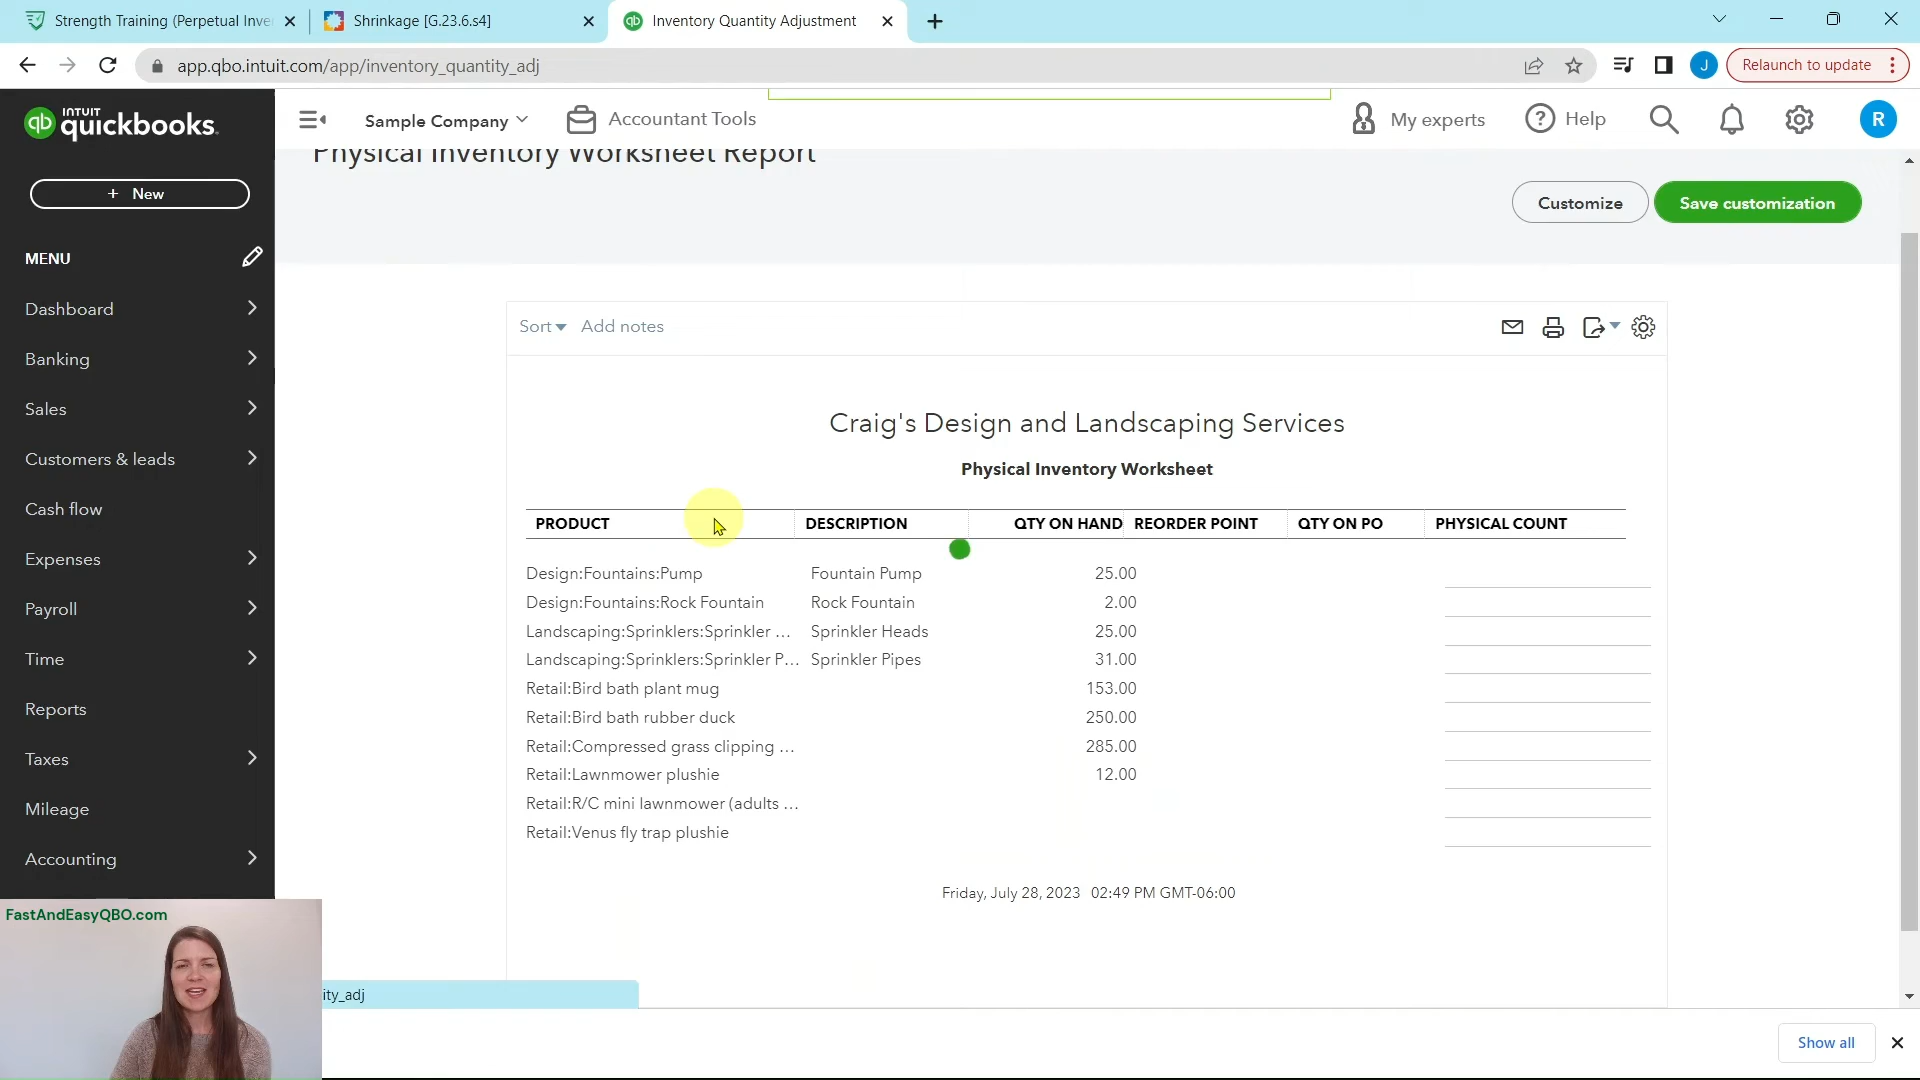 Strength Training (Perpetual Inve
Shrinkage [G.23.6.s4]
Inventory Quantity Adjustment
app.qbo.intuit.com/app/inventory_quantity_adj
J
Relaunch to update
INTUIT
quickbooks.
qb
Sample Company
Accountant Tools
My experts
Help
R
Physical Inventory Worksheet Report
+ New
Customize
Save customization
MENU
Dashboard
Banking
Sales
Customers & leads
Cash flow
Expenses
Payroll
Time
Reports
Taxes
Mileage
Accounting
Sort
Add notes
Craig's Design and Landscaping Services
Physical Inventory Worksheet
PRODUCT DESCRIPTION QTY ON HAND REORDER POINT QTY ON PO PHYSICAL COUNT
Design:Fountains:Pump Fountain Pump 25.00
Design:Fountains:Rock Fountain Rock Fountain 2.00
Landscaping:Sprinklers:Sprinkler ... Sprinkler Heads 25.00
Landscaping:Sprinklers:Sprinkler P... Sprinkler Pipes 31.00
Retail:Bird bath plant mug 153.00
Retail:Bird bath rubber duck 250.00
Retail:Compressed grass clipping ... 285.00
Retail:Lawnmower plushie 12.00
Retail:R/C mini lawnmower (adults ...
Retail:Venus fly trap plushie
Friday, July 28, 2023 02:49 PM GMT-06:00
FastAndEasyQBO.com
ity_adj
Show all